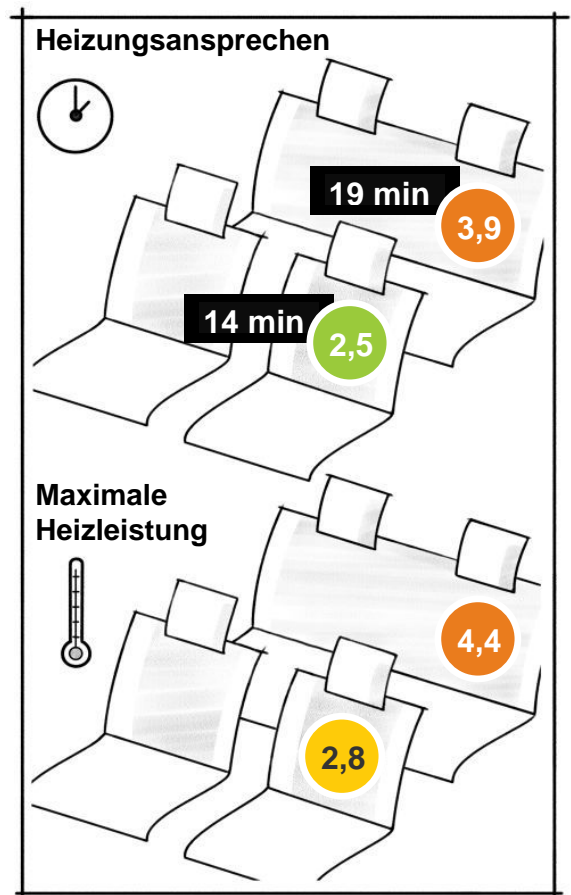 Heizungsansprechen
19 min
3,9
14 min
2,5
Maximale
Heizleistung
4,4
2,8